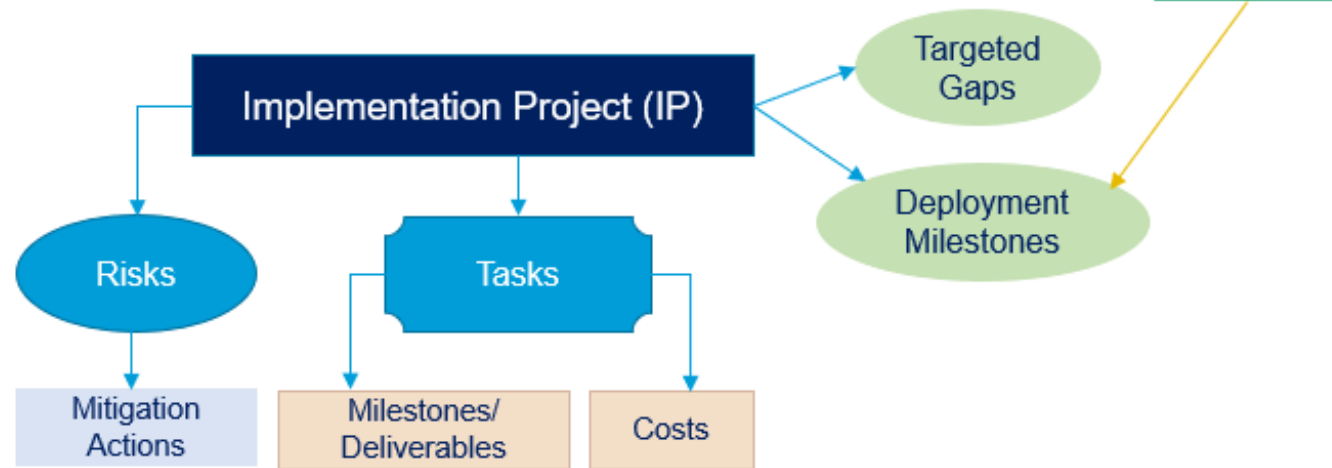 Targeted
Gaps
Implementation Project (IP)
Deployment
Milestones
Risks
Tasks
Mitigation
Actions
Milestones/
Deliverables
Costs